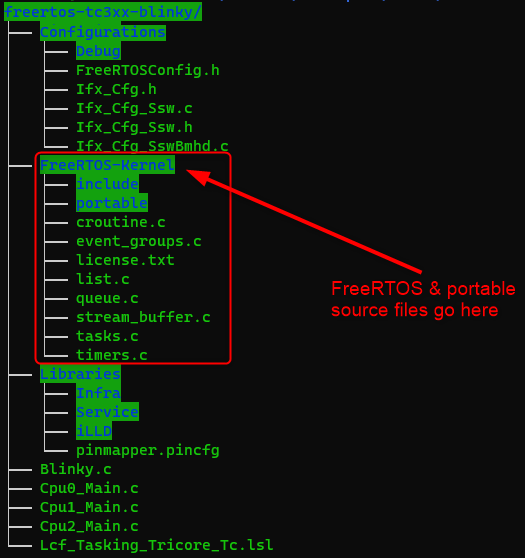 freertos-tc3xx-blinky/
Configurations
Debug
FreeRTOSConfig.h
Ifx_Cfg.h
Ifx_Cfg_Ssw.c
Ifx_Cfg_Ssw.h
Ifx_Cfg_SswBmhd.c
FreeRTOS-Kernel
include
portable
croutine.c
event_groups.c
license.txt
list.c
queue.c
stream_buffer.c
tasks.c
timers.c
FreeRTOS & portable
source files go here
Libraries
Infra
Service
iLLD
pinmapper.pincfg
Blinky.c
Cpu0_Main.c
Cpu1_Main.c
Cpu2_Main.c
Lcf_Tasking_Tricore_Tc.lsl